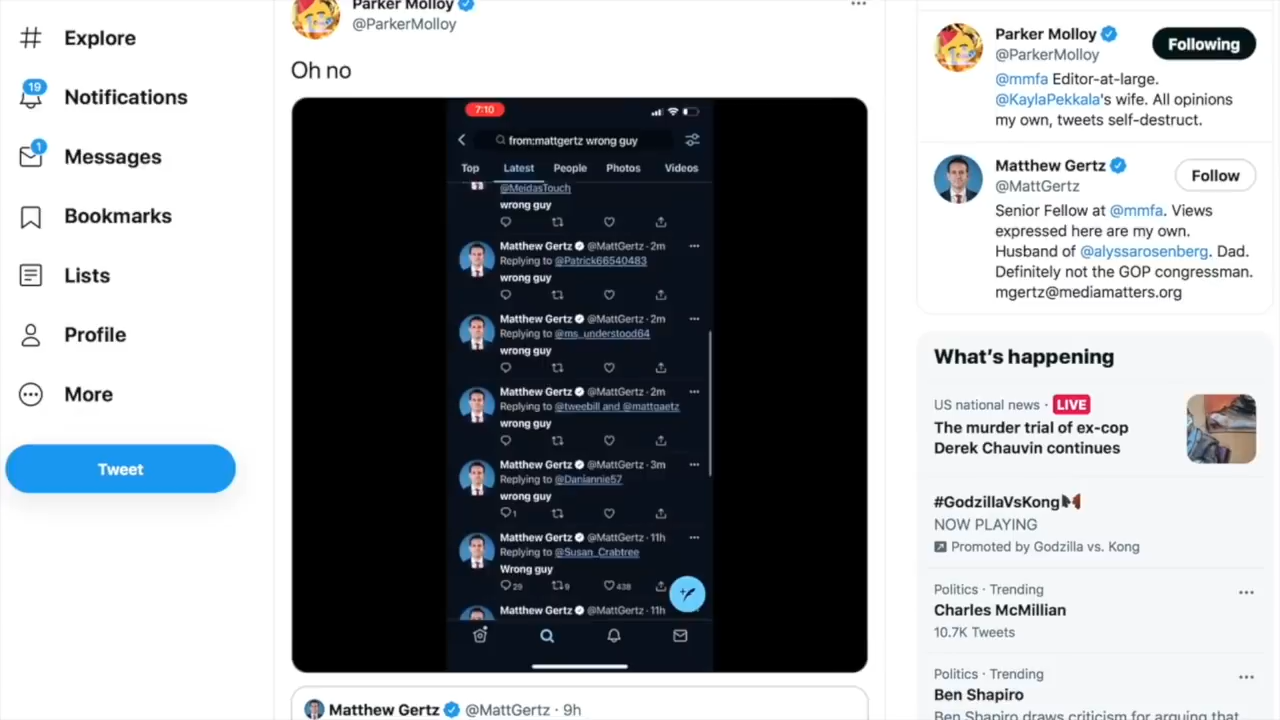 Explore
19
Notifications
1
Messages
Bookmarks
Lists
Profile
More
Tweet
Parker Molloy
@ParkerMolloy
Oh no
7:10
from:mattgertz wrong guy
Top Latest People Photos Videos
@MeidasTouch
wrong guy
Matthew Gertz @MattGertz · 2m
Replying to @Patrick66540483
wrong guy
Matthew Gertz @MattGertz · 2m
Replying to @ms_understood64
wrong guy
Matthew Gertz @MattGertz · 2m
Replying to @tweebill and @mattgaetz
wrong guy
Matthew Gertz @MattGertz · 3m
Replying to @Daniannie57
wrong guy
1
Matthew Gertz @MattGertz · 11h
Replying to @Susan_Crabtree
Wrong guy
29 9 438
Matthew Gertz @MattGertz · 11h
Matthew Gertz @MattGertz · 9h
Parker Molloy
@ParkerMolloy
Following
@mmfa Editor-at-large.
@KaylaPekkala's wife. All opinions
my own, tweets self-destruct.
Matthew Gertz
@MattGertz
Follow
Senior Fellow at @mmfa. Views
expressed here are my own.
Husband of @alyssarosenberg. Dad.
Definitely not the GOP congressman.
mgertz@mediamatters.org
What's happening
US national news · LIVE
The murder trial of ex-cop
Derek Chauvin continues
#GodzillaVsKong
NOW PLAYING
Promoted by Godzilla vs. Kong
Politics · Trending
Charles McMillian
10.7K Tweets
Politics · Trending
Ben Shapiro
Ben Shapiro draws criticism for arguing that